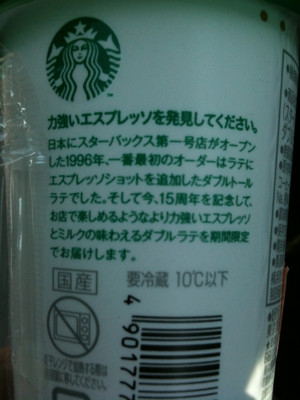 力強いエスプレッソを発見してください。
日本にスターバックス第一号店がオープン
した1996年、一番最初のオーダーはラテに
エスプレッソショットを追加したダブルトール
ラテでした。そして今、15周年を記念して、
お店で楽しめるようなより力強いエスプレッソ
とミルクの味わえるダブルラテを期間限定
でお届けします。
国産
要冷蔵 10℃以下
4 901777